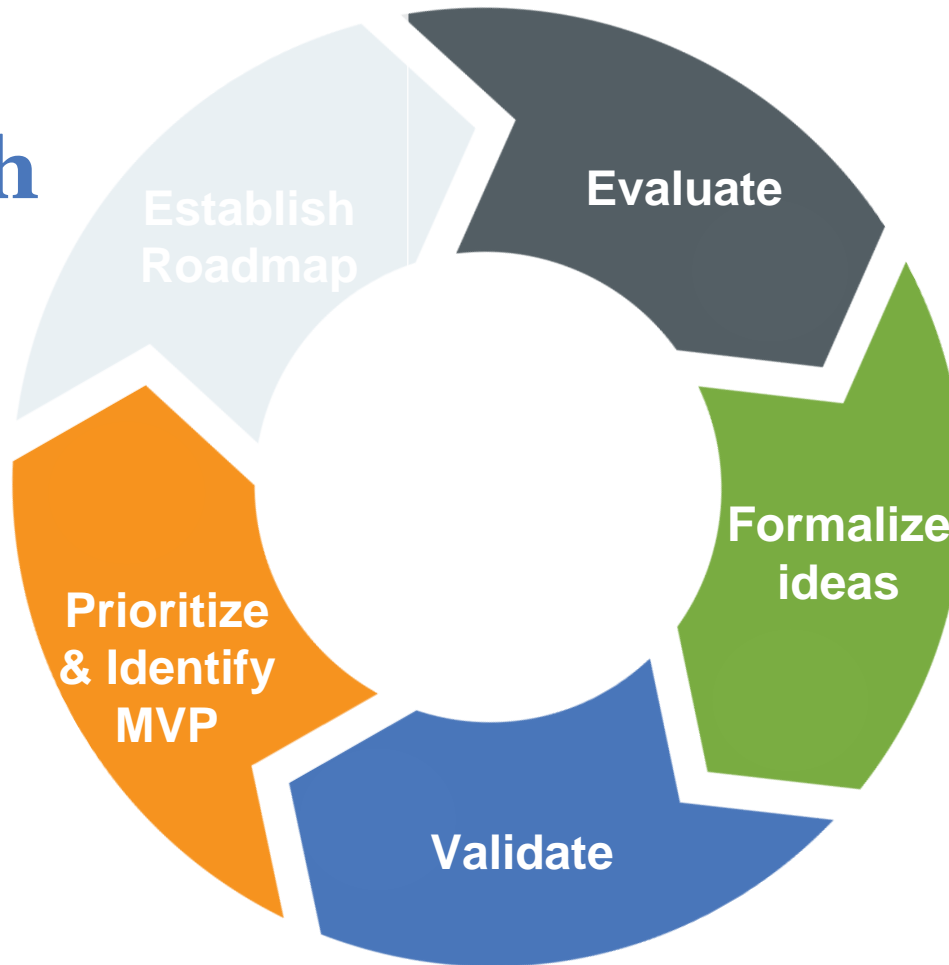 h
Establish
Roadmap
Evaluate
Formalize
ideas
Validate
Prioritize
& Identify
MVP